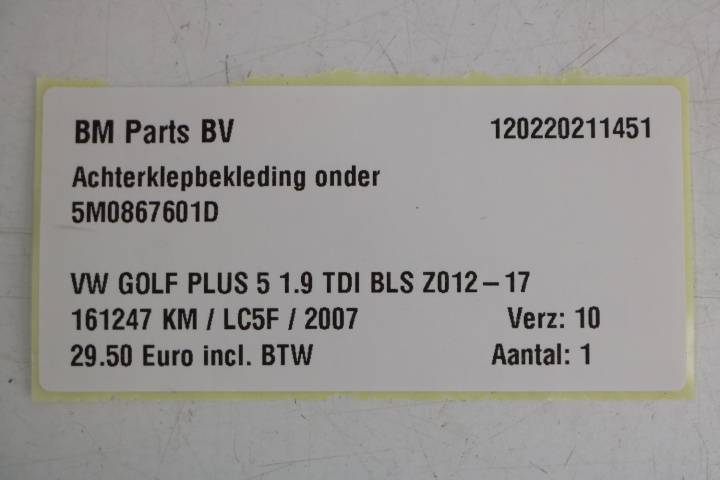 BM Parts BV 120220211451
Achterklepbekleding onder
5M0867601D
VW GOLF PLUS 5 1.9 TDI BLS Z012-17
161247 KM / LC5F / 2007 Verz: 10
29.50 Euro incl. BTW Aantal: 1